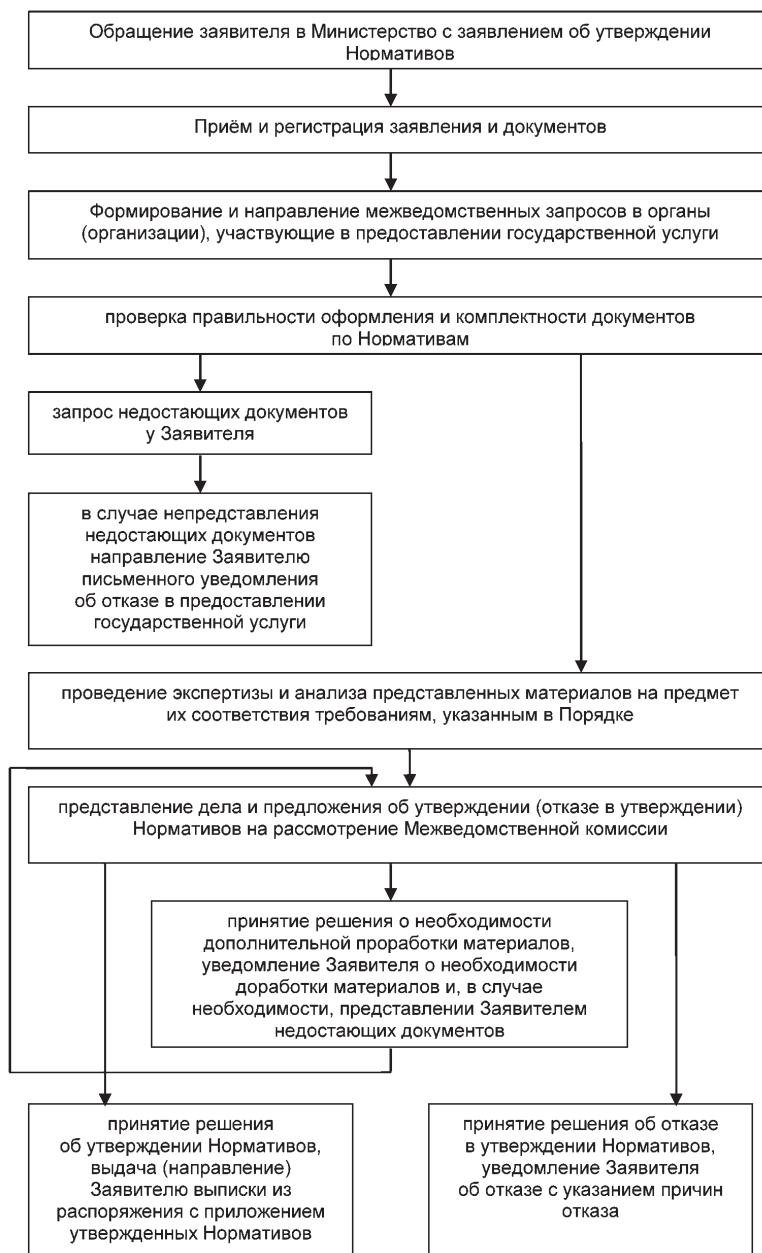 Обращение заявителя в Министерство с заявлением об утверждении
Нормативов
Приём и регистрация заявления и документов
Формирование и направление межведомственных запросов в органы
(организации), участвующие в предоставлении государственной услуги
проверка правильности оформления и комплектности документов
по Нормативам
запрос недостающих документов
у Заявителя
в случае непредставления
недостающих документов
направление Заявителю
письменного уведомления
об отказе в предоставлении
государственной услуги
проведение экспертизы и анализа представленных материалов на предмет
их соответствия требованиям, указанным в Порядке
представление дела и предложения об утверждении (отказе в утверждении)
Нормативов на рассмотрение Межведомственной комиссии
принятие решения о необходимости
дополнительной проработки материалов,
уведомление Заявителя о необходимости
доработки материалов и, в случае
необходимости, представлении Заявителем
недостающих документов
принятие решения
об утверждении Нормативов,
выдача (направление)
Заявителю выписки из
распоряжения с приложением
утвержденных Нормативов
принятие решения об отказе
в утверждении Нормативов,
уведомление Заявителя
об отказе с указанием причин
отказа